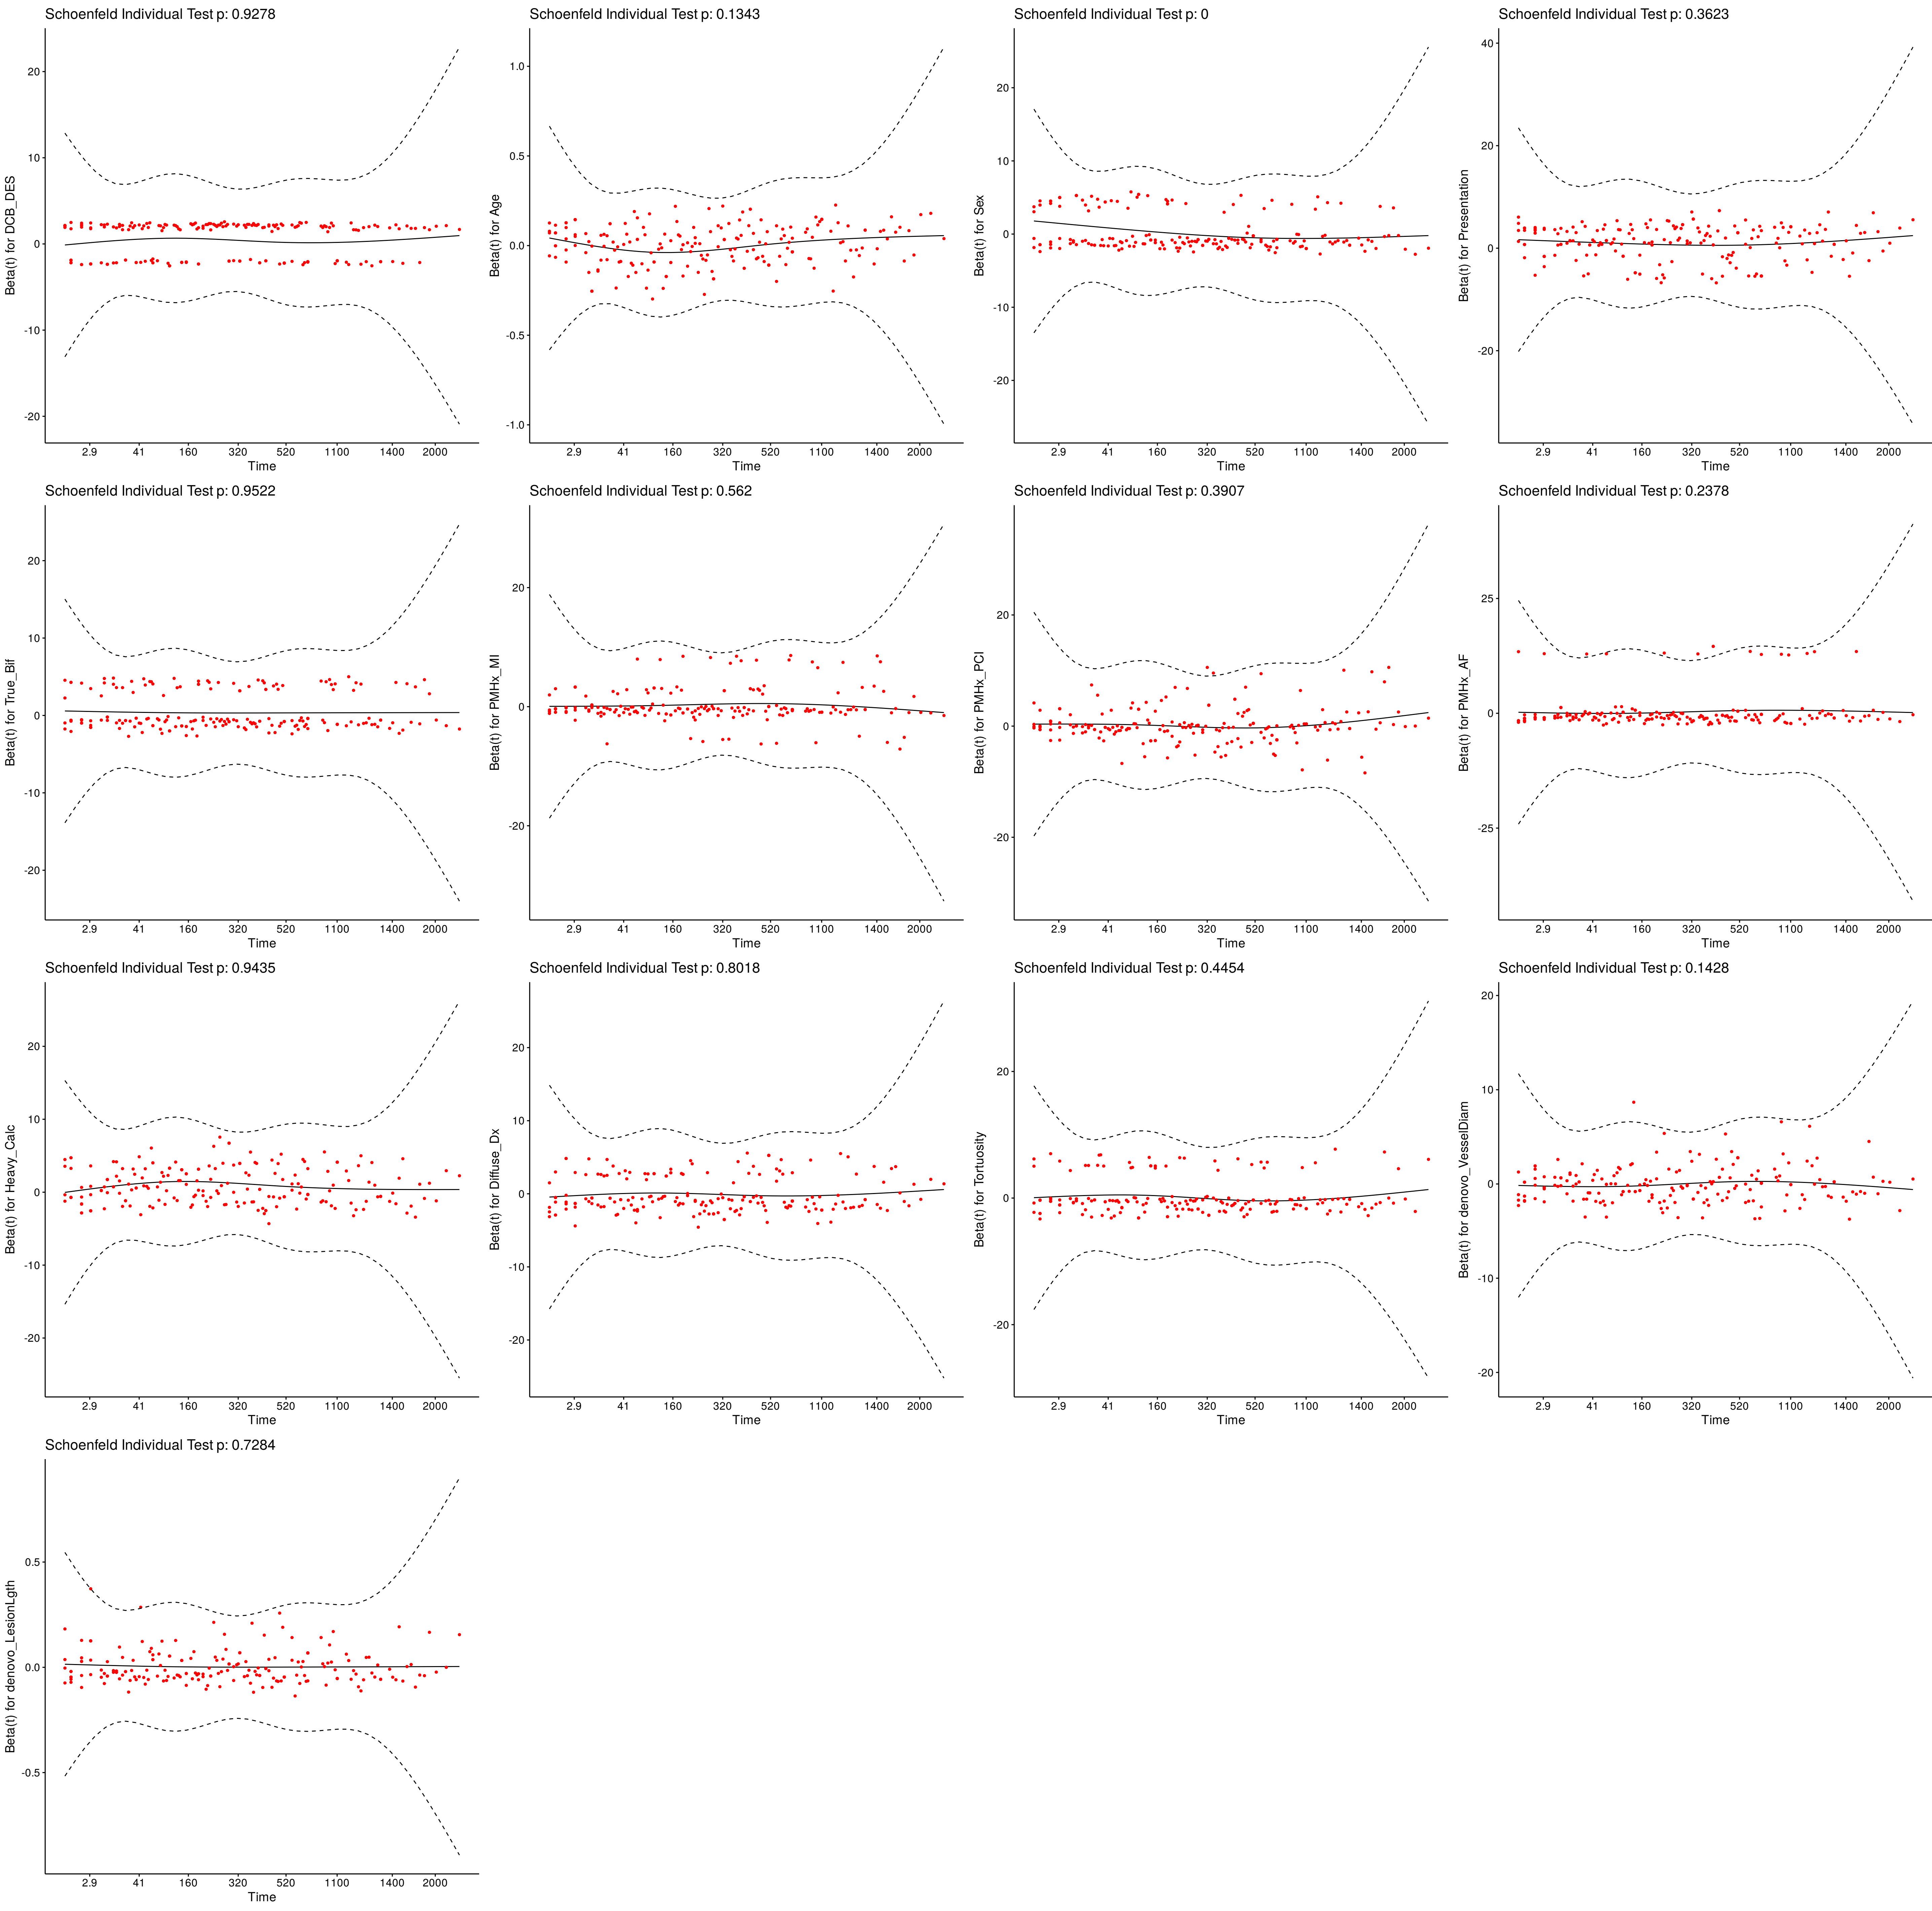 Schoenfeld Individual Test p: 0.9278
Beta(t) for DCB_DES
20
10
0
-10
-20
2.9 41 160 320 520 1100 1400 2000
Time
Schoenfeld Individual Test p: 0.1343
Beta(t) for Age
1.0
0.5
0.0
-0.5
-1.0
2.9 41 160 320 520 1100 1400 2000
Time
Schoenfeld Individual Test p: 0
Beta(t) for Sex
20
10
0
-10
-20
2.9 41 160 320 520 1100 1400 2000
Time
Schoenfeld Individual Test p: 0.3623
Beta(t) for Presentation
40
20
0
-20
2.9 41 160 320 520 1100 1400 2000
Time
Schoenfeld Individual Test p: 0.9522
Beta(t) for True_Bif
20
10
0
-10
-20
2.9 41 160 320 520 1100 1400 2000
Time
Schoenfeld Individual Test p: 0.562
Beta(t) for PMHx_MI
20
0
-20
2.9 41 160 320 520 1100 1400 2000
Time
Schoenfeld Individual Test p: 0.3907
Beta(t) for PMHx_PCI
20
0
-20
2.9 41 160 320 520 1100 1400 2000
Time
Schoenfeld Individual Test p: 0.2378
Beta(t) for PMHx_AF
25
0
-25
2.9 41 160 320 520 1100 1400 2000
Time
Schoenfeld Individual Test p: 0.9435
Beta(t) for Heavy_Calc
20
10
0
-10
-20
2.9 41 160 320 520 1100 1400 2000
Time
Schoenfeld Individual Test p: 0.8018
Beta(t) for Diffuse_Dx
20
10
0
-10
-20
2.9 41 160 320 520 1100 1400 2000
Time
Schoenfeld Individual Test p: 0.4454
Beta(t) for Tortuosity
20
0
-20
2.9 41 160 320 520 1100 1400 2000
Time
Schoenfeld Individual Test p: 0.1428
Beta(t) for denovo_VesselDIam
20
10
0
-10
-20
2.9 41 160 320 520 1100 1400 2000
Time
Schoenfeld Individual Test p: 0.7284
Beta(t) for denovo_LesionLgth
0.5
0.0
-0.5
2.9 41 160 320 520 1100 1400 2000
Time